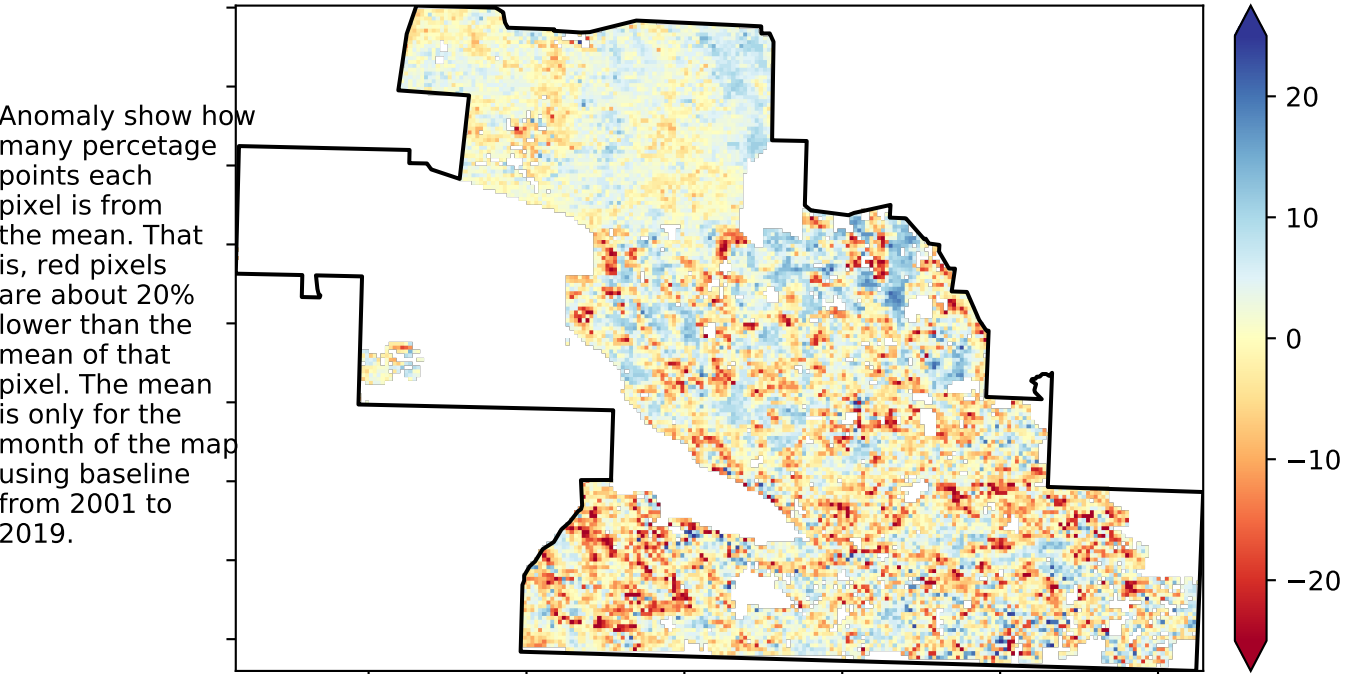 Anomaly show how
many percetage
points each
pixel is from
the mean. That
is, red pixels
are about 20%
lower than the
mean of that
pixel. The mean
is only for the
month of the map
using baseline
from 2001 to
2019.
20
10
0
−10
−20